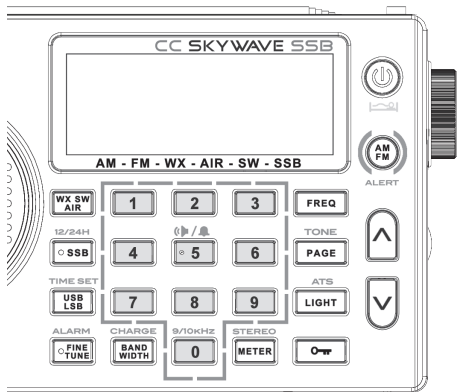 CC SKYWAVE SSB
AM - FM - WX - AIR - SW - SSB
AM
FM
ALERT
WX SW
AIR
1
2
3
FREQ
12/24H
TONE
SSB
4
5
6
PAGE
TIME SET
ATS
USB
LSB
7
8
9
LIGHT
ALARM
CHARGE
9/10KHz
STEREO
FINE
TUNE
BAND
WIDTH
0
METER